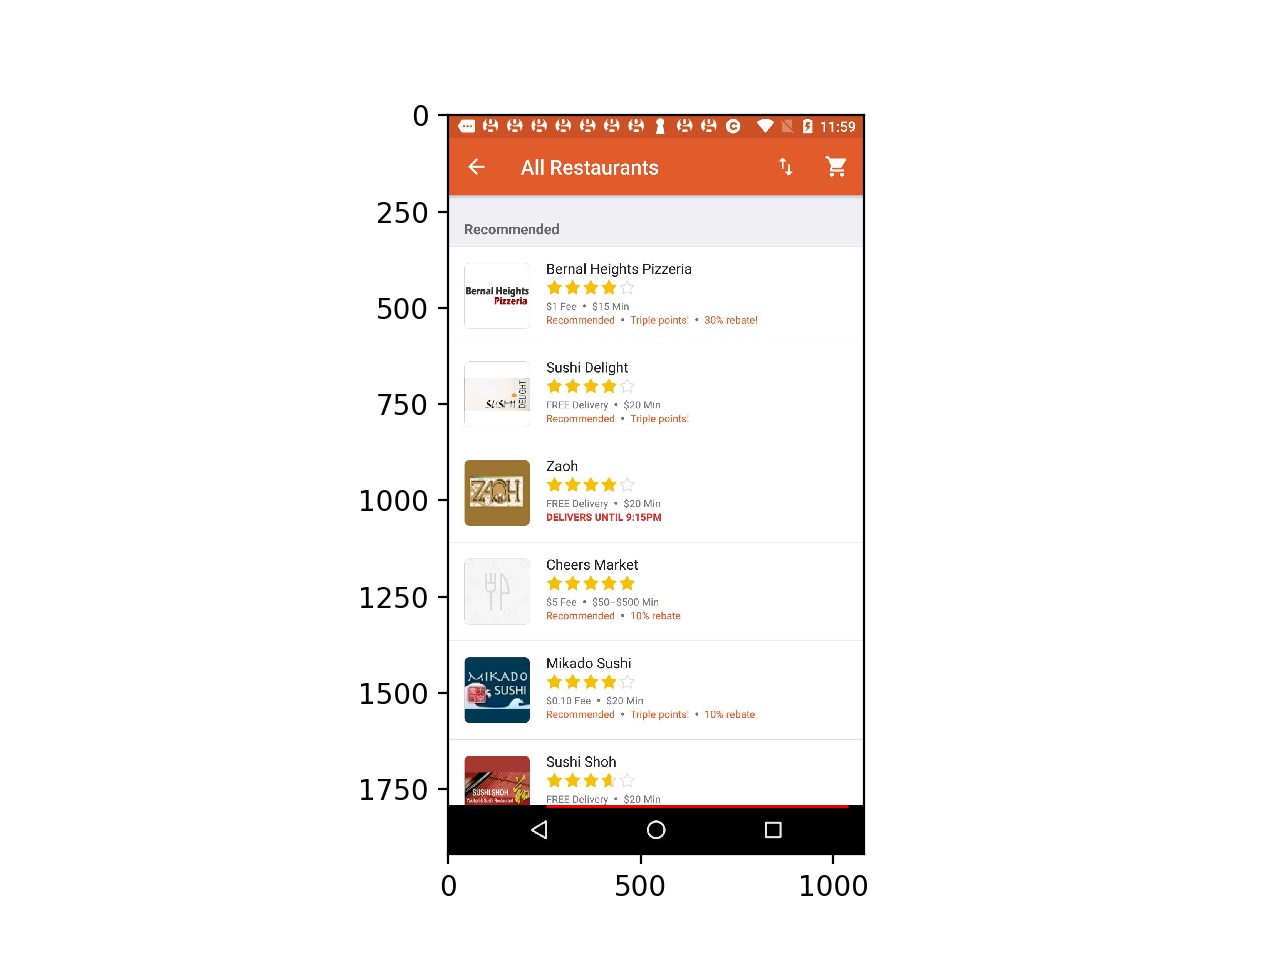 0
250
500
750
1000
1250
1500
1750
0
500
1000
11:59
All Restaurants
Recommended
Bernal Heights
Pizzeria
Bernal Heights Pizzeria
$1 Fee • $15 Min
Recommended • Triple points! • 30% rebate!
SUSHI
DELIGHT
Sushi Delight
FREE Delivery • $20 Min
Recommended • Triple points!
ZAOH
Zaoh
FREE Delivery • $20 Min
DELIVERS UNTIL 9:15PM
Cheers Market
$5 Fee • $50–$500 Min
Recommended • 10% rebate
MIKADO
SUSHI
Mikado Sushi
$0.10 Fee • $20 Min
Recommended • Triple points! • 10% rebate
SUSHI SHOH
Sushi Shoh
FREE Delivery • $20 Min